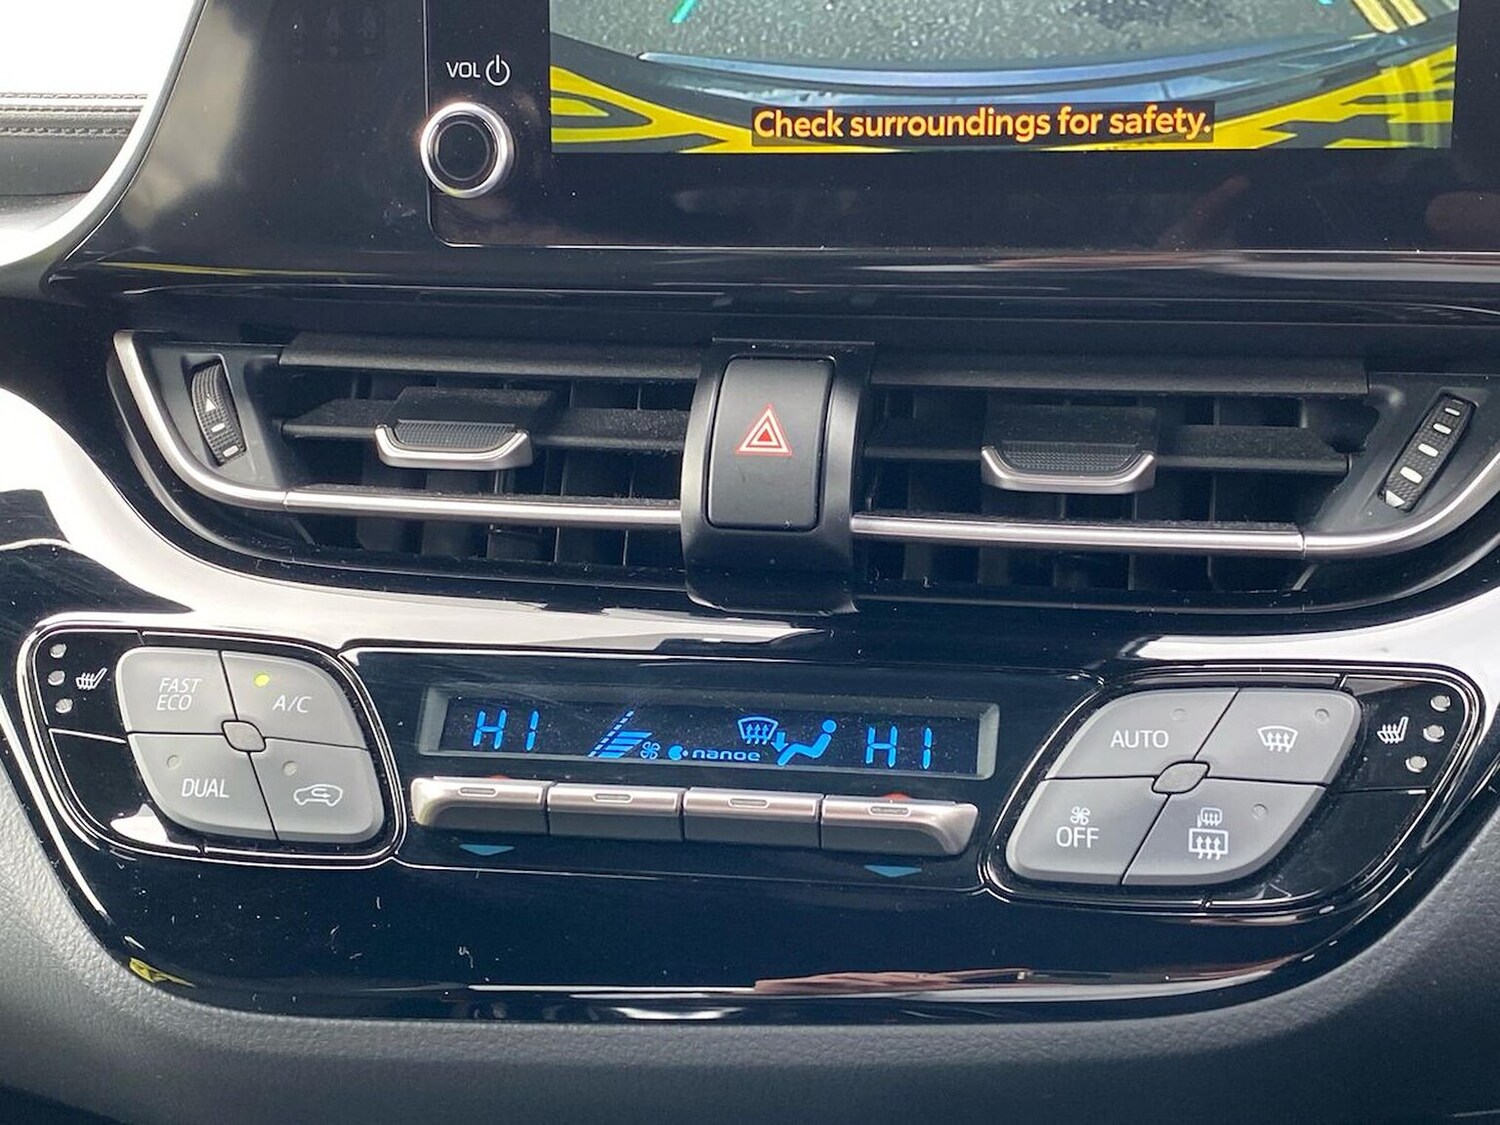 VOL
Check surroundings for safety.
FAST
ECO
A/C
DUAL
HI
nanoe
HI
AUTO
OFF